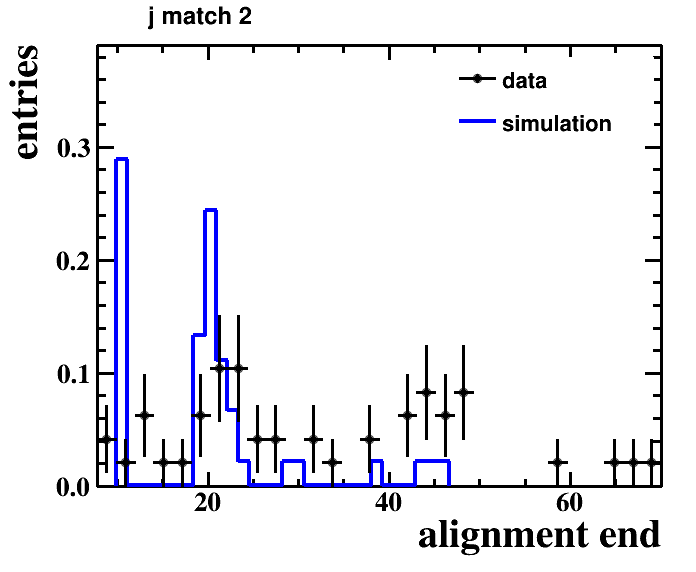 j match 2
entries
data
simulation
0.3
0.2
0.1
0.0
20
40
60
alignment end